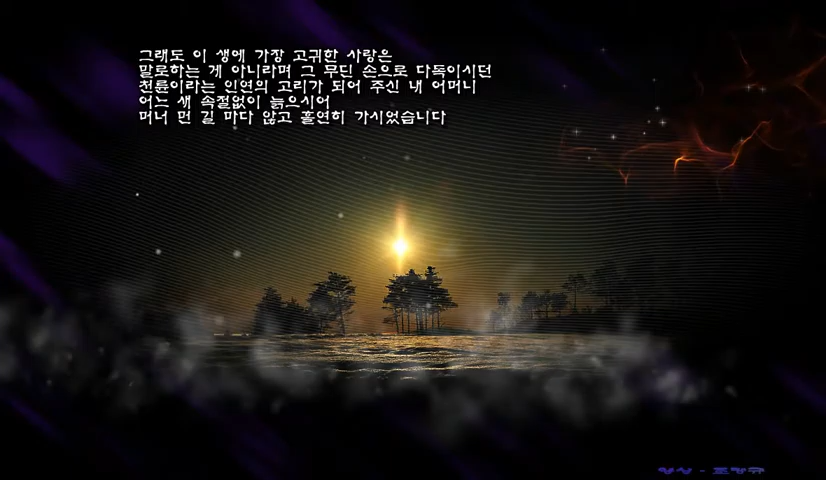 그래도 이 생에 가장 고귀한 사랑은
말로하는 게 아니라며 그 무딘 손으로 다독이시던
천륜이라는 인연의 고리가 되어 주신 내 어머니
어느 새 속절없이 늙으시어
머너 먼 길 마다 않고 홀연히 가시었습니다